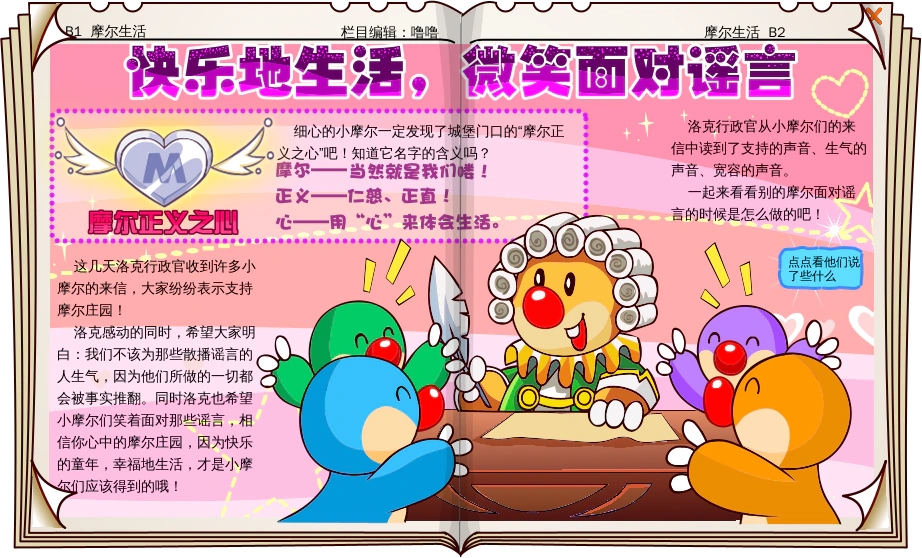 B1 摩尔生活
栏目编辑：噜噜
摩尔生活 B2
快乐地生活，微笑面对谣言
细心的小摩尔一定发现了城堡门口的“摩尔正
义之心”吧！知道它名字的含义吗？
摩尔——当然就是我们喽！
正义——仁慈、正直！
心——用“心”来体会生活。
M
摩尔正义之心
这几天洛克行政官收到许多小
摩尔的来信，大家纷纷表示支持
摩尔庄园！
洛克感动的同时，希望大家明
白：我们不该为那些散播谣言的
人生气，因为他们所做的一切都
会被事实推翻。同时洛克也希望
小摩尔们笑着面对那些谣言，相
信你心中的摩尔庄园，因为快乐
的童年，幸福地生活，才是小摩
尔们应该得到的哦！
洛克行政官从小摩尔们的来
信中读到了支持的声音、生气的
声音、宽容的声音。
一起来看看别的摩尔面对谣
言的时候是怎么做的吧！
点点看他们说
了些什么